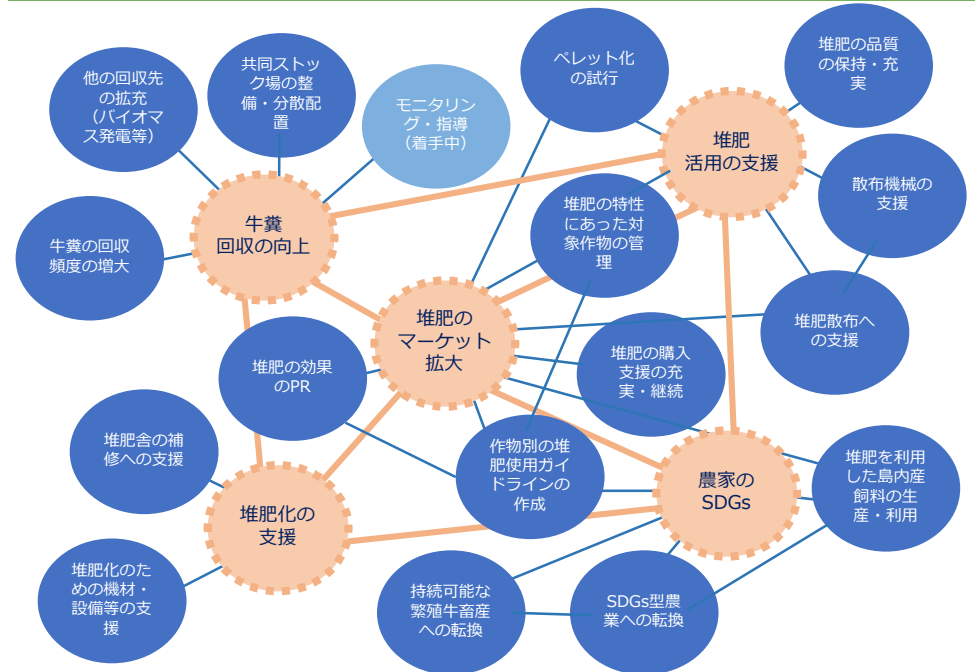 他の回収先
の拡充
（バイオマ
ス発電等）
共同ストッ
ク場の整
備・分散配
置
モニタリン
グ・指導
（着手中）
ペレット化
の試行
堆肥の品質
の保持・充
実
堆肥
活用の支援
散布機械の
支援
牛糞
回収の向上
堆肥の特性
にあった対
象作物の管
理
牛糞の回収
頻度の増大
堆肥の
マーケット
拡大
堆肥散布へ
の支援
堆肥の効果
のPR
堆肥の購入
支援の充
実・継続
堆肥舎の補
修への支援
作物別の堆
肥使用ガイ
ドラインの
作成
農家の
SDGs
堆肥を利用
した島内産
飼料の生
産・利用
堆肥化の
支援
堆肥化のた
めの機材・
設備等の支
援
持続可能な
繁殖牛畜産
への転換
SDGs型農
業への転換